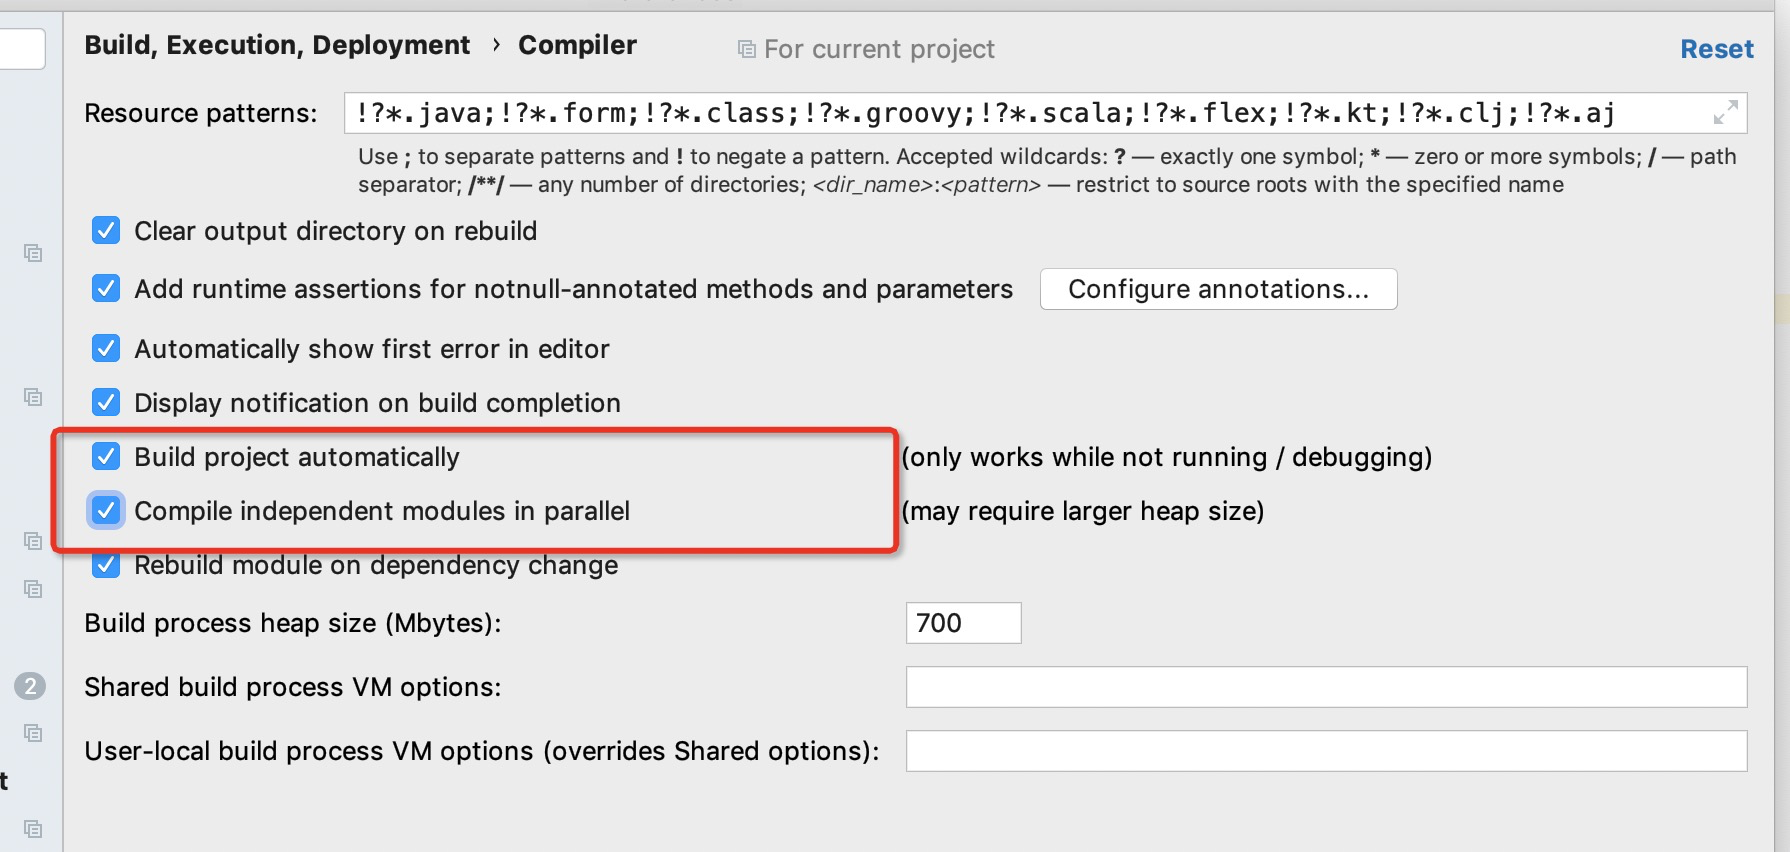 Build, Execution, Deployment › Compiler For current project Reset
Resource patterns: !?*.java;!?*.form;!?*.class;!?*.groovy;!?*.scala;!?*.flex;!?*.kt;!?*.clj;!?*.aj
Use ; to separate patterns and ! to negate a pattern. Accepted wildcards: ? — exactly one symbol; * — zero or more symbols; / — path
separator; /**/ — any number of directories; <dir_name>:<pattern> — restrict to source roots with the specified name
Clear output directory on rebuild
Add runtime assertions for notnull-annotated methods and parameters Configure annotations...
Automatically show first error in editor
Display notification on build completion
Build project automatically (only works while not running / debugging)
Compile independent modules in parallel (may require larger heap size)
Rebuild module on dependency change
Build process heap size (Mbytes): 700
2
Shared build process VM options:
User-local build process VM options (overrides Shared options):
t